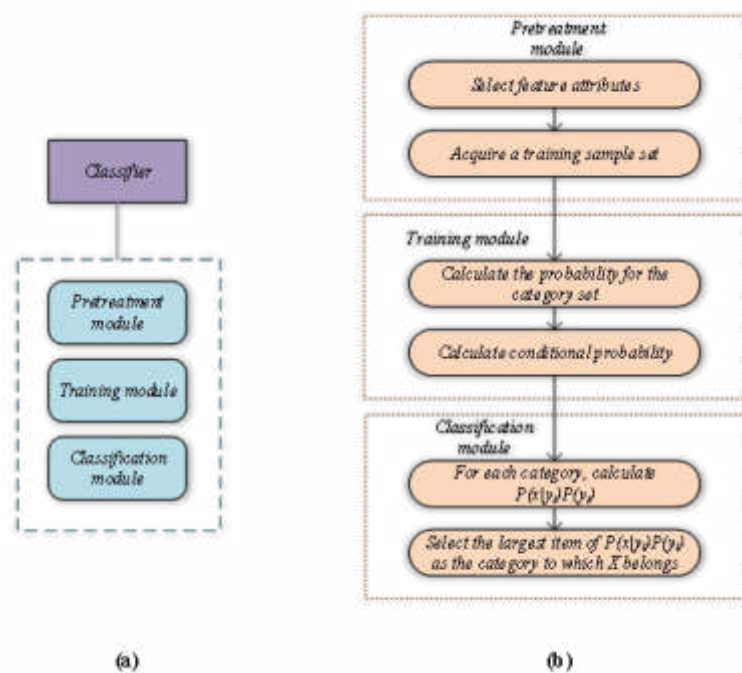 Classifier
Pretreatment
module
Training module
Classification
module
(a)
Pretreatment
module
Select feature attributes
Acquire a training sample set
Training module
Calculate the probability for the
category set
Calculate conditional probability
Classification
module
For each category, calculate
P(x|yᵢ)P(yᵢ)
Select the largest item of P(x|yᵢ)P(yᵢ)
as the category to which X belongs
(b)